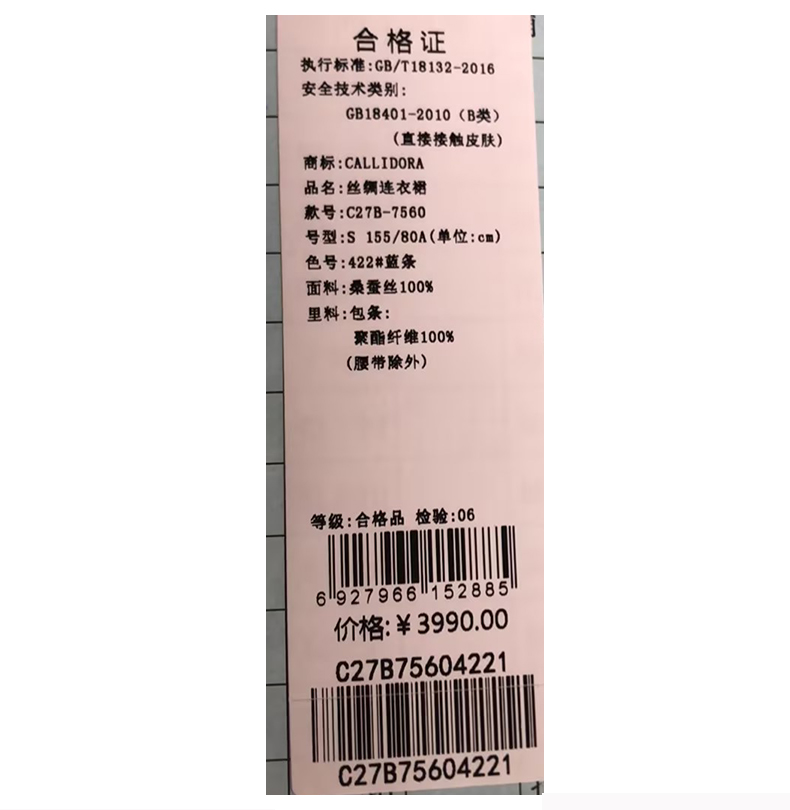 合格证
执行标准:GB/T18132-2016
安全技术类别:
GB18401-2010（B类）
(直接接触皮肤)
商标:CALLIDORA
品名:丝绸连衣裙
款号:C27B-7560
号型:S 155/80A(单位:cm)
色号:422#蓝条
面料:桑蚕丝100%
里料:包条:
聚酯纤维100%
(腰带除外)
等级:合格品 检验:06
6 927966 152885
价格:¥3990.00
C27B75604221
C27B75604221